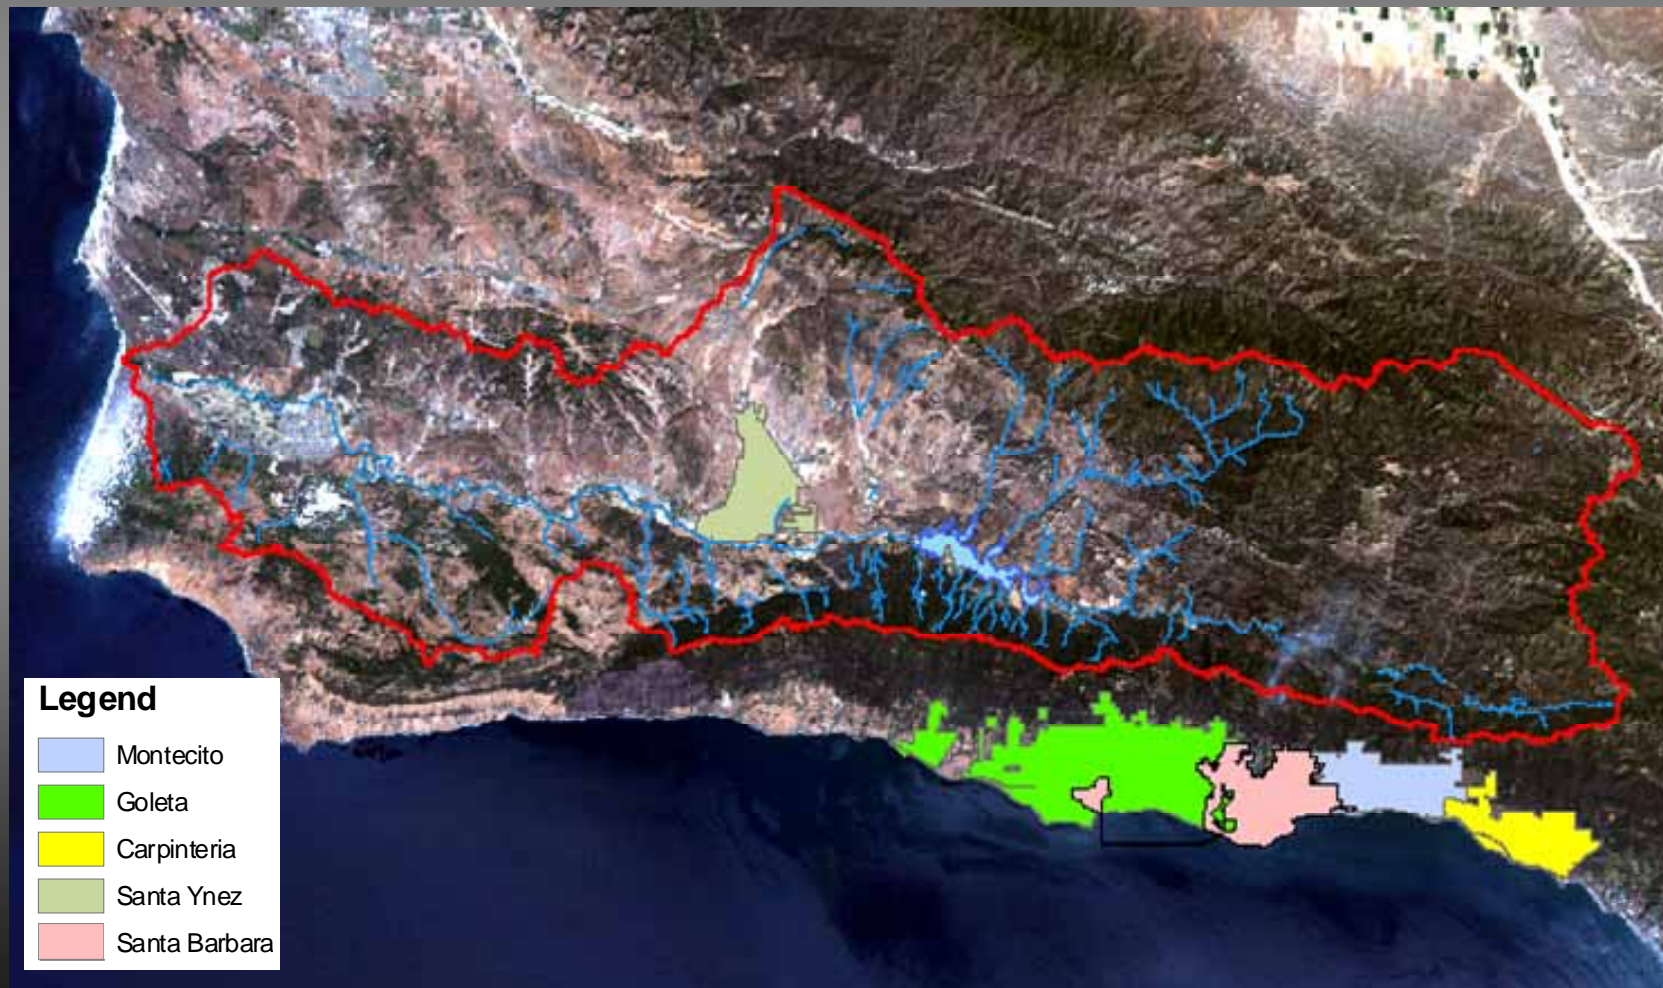 Legend
Montecito
Goleta
Carpinteria
Santa Ynez
Santa Barbara